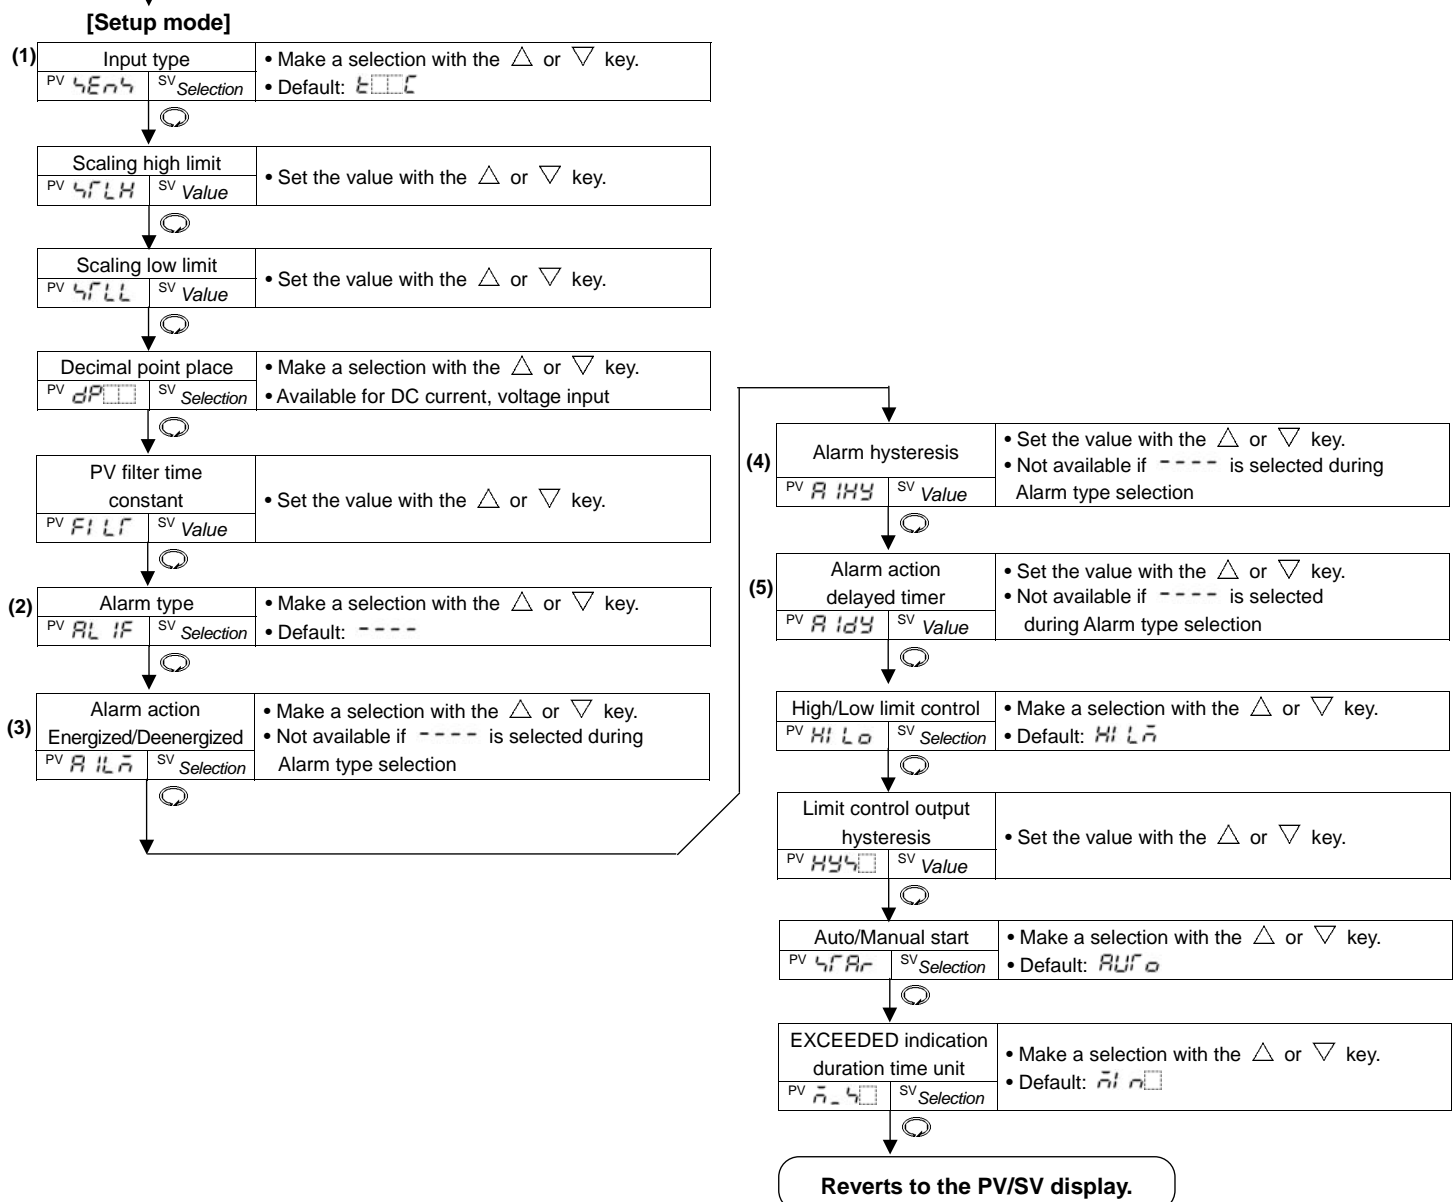 [Setup mode]
(1)
Input type
PV SEnS
SV Selection
• Make a selection with the △ or ▽ key.
• Default: E□□C
Scaling high limit
PV SFLH
SV Value
• Set the value with the △ or ▽ key.
Scaling low limit
PV SFLL
SV Value
• Set the value with the △ or ▽ key.
Decimal point place
PV dP□□
SV Selection
• Make a selection with the △ or ▽ key.
• Available for DC current, voltage input
PV filter time
constant
PV FILF
SV Value
• Set the value with the △ or ▽ key.
(2)
Alarm type
PV AL1F
SV Selection
• Make a selection with the △ or ▽ key.
• Default: ----
(3)
Alarm action
Energized/Deenergized
PV A1Lm
SV Selection
• Make a selection with the △ or ▽ key.
• Not available if ---- is selected during
Alarm type selection
(4)
Alarm hysteresis
PV A1HY
SV Value
• Set the value with the △ or ▽ key.
• Not available if ---- is selected during
Alarm type selection
(5)
Alarm action
delayed timer
PV A1dY
SV Value
• Set the value with the △ or ▽ key.
• Not available if ---- is selected
during Alarm type selection
High/Low limit control
PV HILo
SV Selection
• Make a selection with the △ or ▽ key.
• Default: HILm
Limit control output
hysteresis
PV HYS□
SV Value
• Set the value with the △ or ▽ key.
Auto/Manual start
PV SFAr
SV Selection
• Make a selection with the △ or ▽ key.
• Default: AUFo
EXCEEDED indication
duration time unit
PV m_S□
SV Selection
• Make a selection with the △ or ▽ key.
• Default: mIn□
Reverts to the PV/SV display.